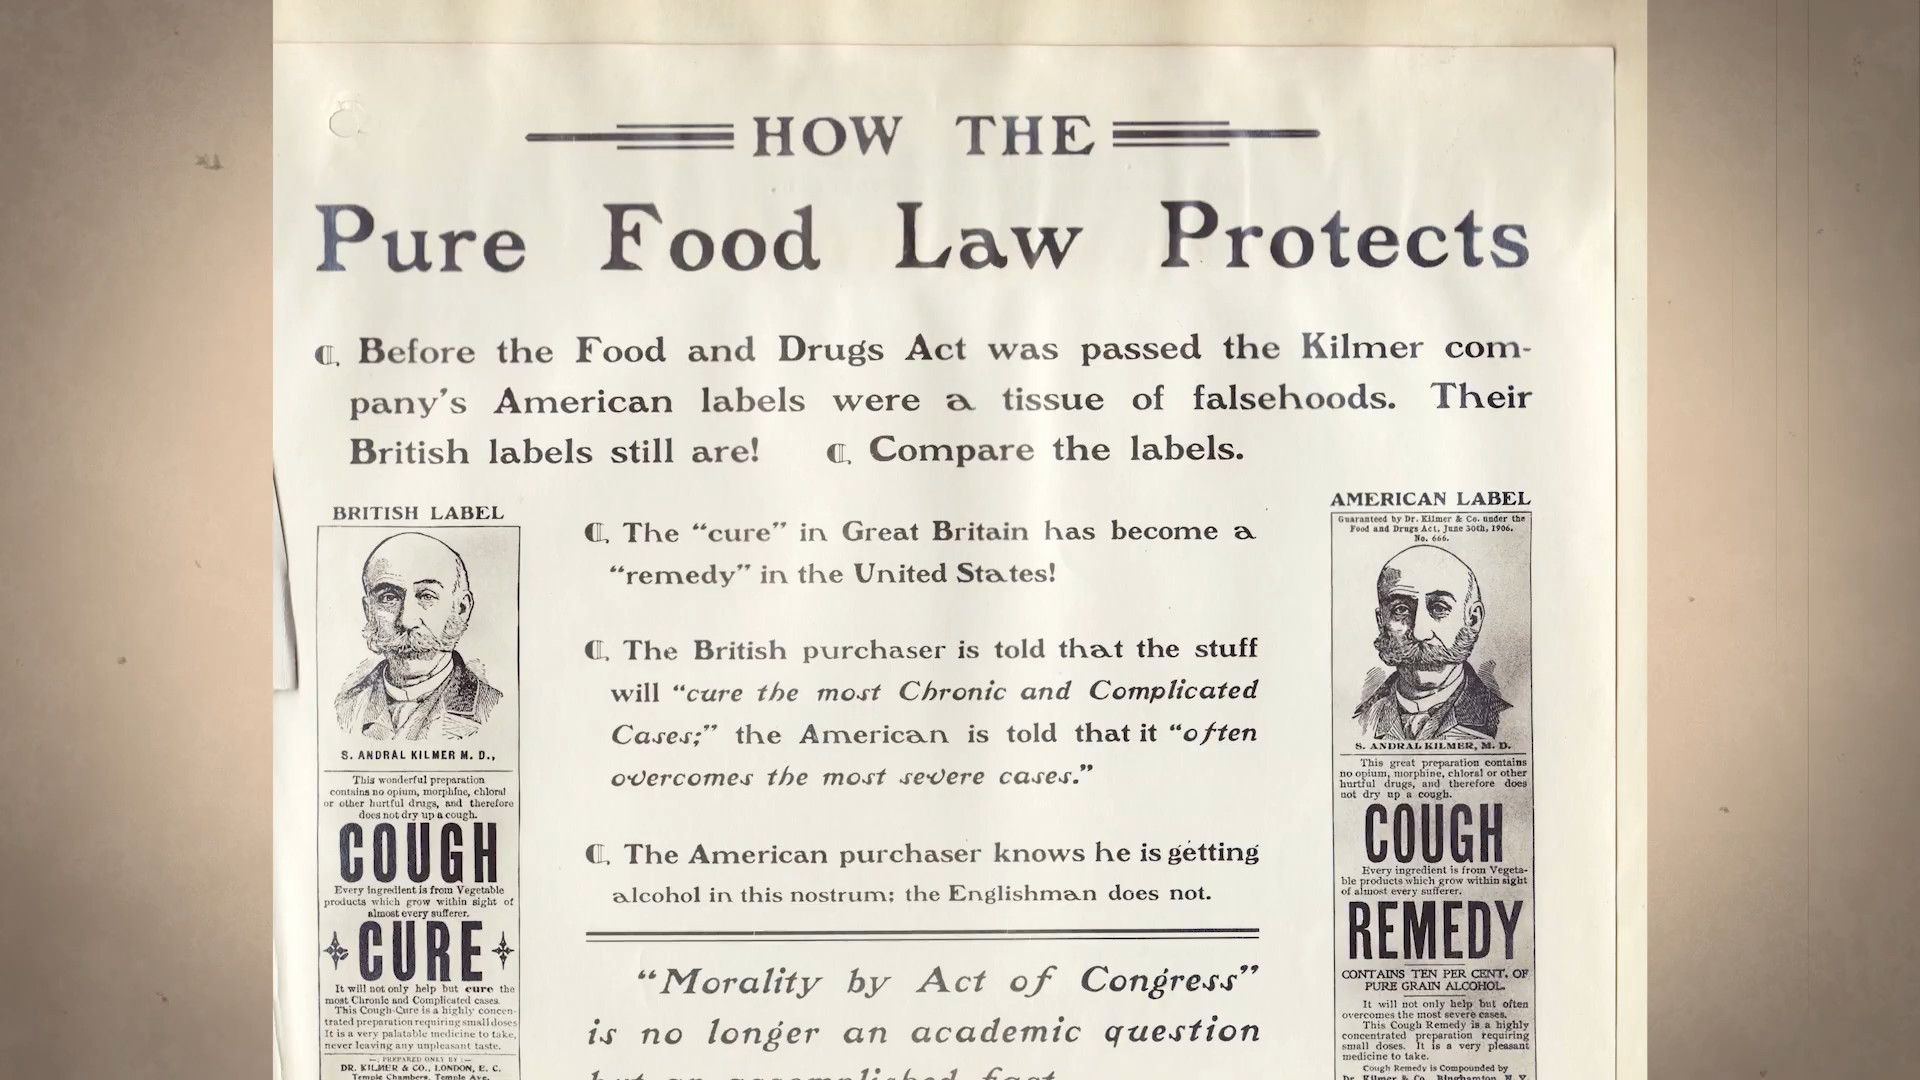 HOW THE
Pure Food Law Protects
Before the Food and Drugs Act was passed the Kilmer com-
pany's American labels were a tissue of falsehoods. Their
British labels still are! Compare the labels.
BRITISH LABEL
S. ANDRAL KILMER M. D.,
This wonderful preparation
contains no opium, morphine, chloral
or other hurtful drugs, and therefore
does not dry up a cough.
COUGH
Every ingredient is from Vegetable
products which grow within sight of
almost every sufferer.
CURE
It will not only help but cure the
most Chronic and Complicated cases.
This Cough-Cure is a highly concen-
trated preparation requiring small doses
It is a very palatable medicine to take,
never leaving any unpleasant taste.
PREPARED ONLY BY
DR. KILMER & CO., LONDON, E. C.
Temple Chambers, Temple Ave.
The "cure" in Great Britain has become a
"remedy" in the United States!
The British purchaser is told that the stuff
will "cure the most Chronic and Complicated
Cases;" the American is told that it "often
overcomes the most severe cases."
The American purchaser knows he is getting
alcohol in this nostrum; the Englishman does not.
"Morality by Act of Congress"
is no longer an academic question
but an accomplished fact
AMERICAN LABEL
Guaranteed by Dr. Kilmer & Co. under the
Food and Drugs Act, June 30th, 1906.
No. 666.
S. ANDRAL KILMER, M. D.
This great preparation contains
no opium, morphine, chloral or other
hurtful drugs, and therefore does
not dry up a cough.
COUGH
Every ingredient is from Vegeta-
ble products which grow within sight
of almost every sufferer.
REMEDY
CONTAINS TEN PER CENT. OF
PURE GRAIN ALCOHOL.
It will not only help but often
overcomes the most severe cases.
This Cough Remedy is a highly
concentrated preparation requiring
small doses. It is a very pleasant
medicine to take.
Cough Remedy is Compounded by
Dr. Kilmer & Co., Binghamton, N. Y.